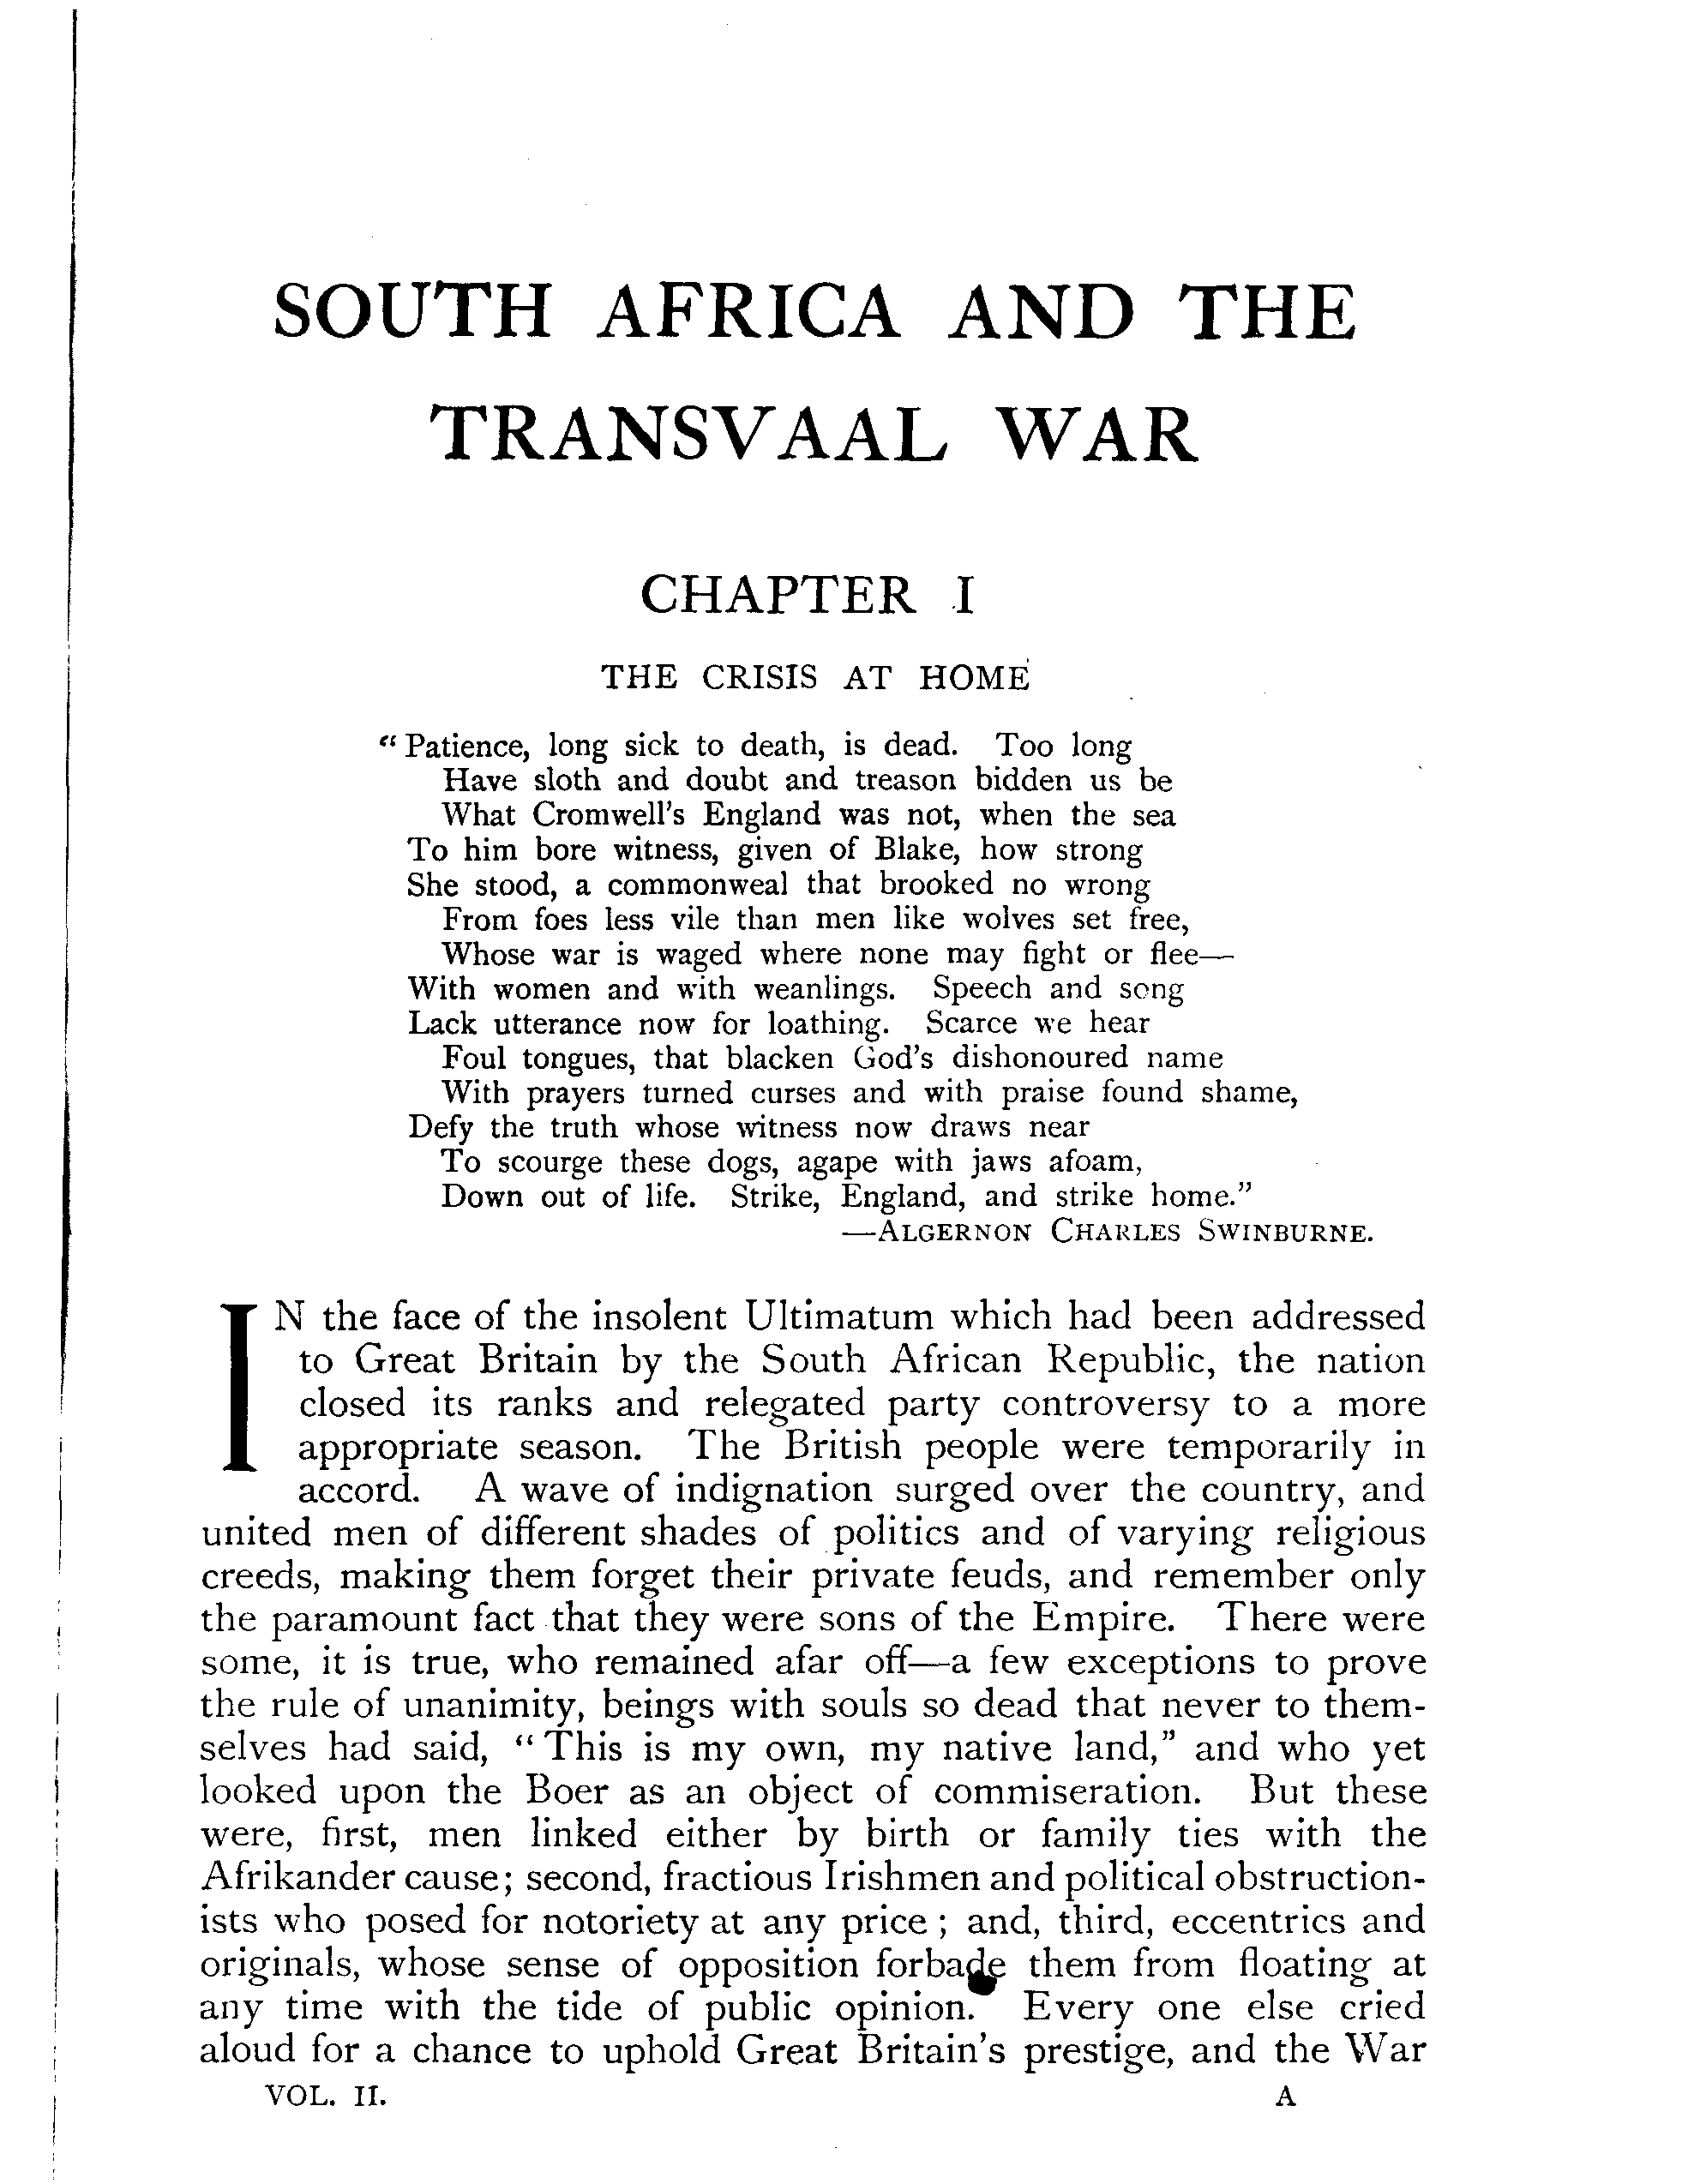 SOUTH AFRICA AND THE
TRANSVAAL WAR
CHAPTER I
THE CRISIS AT HOME
“Patience, long sick to death, is dead. Too long
Have sloth and doubt and treason bidden us be
What Cromwell's England was not, when the sea
To him bore witness, given of Blake, how strong
She stood, a commonweal that brooked no wrong
From foes less vile than men like wolves set free,
Whose war is waged where none may fight or flee—
With women and with weanlings. Speech and song
Lack utterance now for loathing. Scarce we hear
Foul tongues, that blacken God's dishonoured name
With prayers turned curses and with praise found shame,
Defy the truth whose witness now draws near
To scourge these dogs, agape with jaws afoam,
Down out of life. Strike, England, and strike home.”
—ALGERNON CHARLES SWINBURNE.
IN the face of the insolent Ultimatum which had been addressed
to Great Britain by the South African Republic, the nation
closed its ranks and relegated party controversy to a more
appropriate season. The British people were temporarily in
accord. A wave of indignation surged over the country, and
united men of different shades of politics and of varying religious
creeds, making them forget their private feuds, and remember only
the paramount fact that they were sons of the Empire. There were
some, it is true, who remained afar off—a few exceptions to prove
the rule of unanimity, beings with souls so dead that never to them-
selves had said, “This is my own, my native land,” and who yet
looked upon the Boer as an object of commiseration. But these
were, first, men linked either by birth or family ties with the
Afrikander cause; second, fractious Irishmen and political obstruction-
ists who posed for notoriety at any price; and, third, eccentrics and
originals, whose sense of opposition forbade them from floating at
any time with the tide of public opinion. Every one else cried
aloud for a chance to uphold Great Britain's prestige, and the War
VOL. II. A